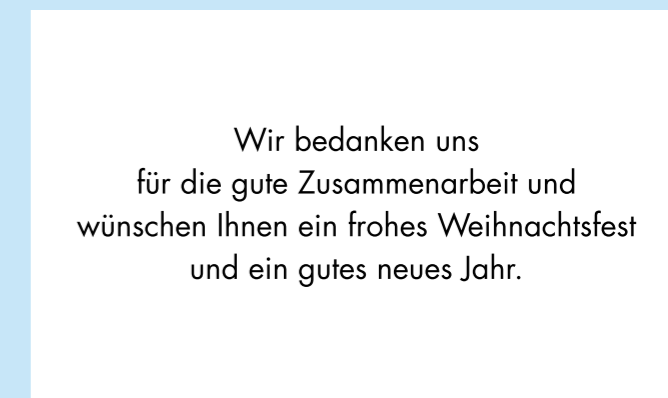 Wir bedanken uns
für die gute Zusammenarbeit und
wünschen Ihnen ein frohes Weihnachtsfest
und ein gutes neues Jahr.